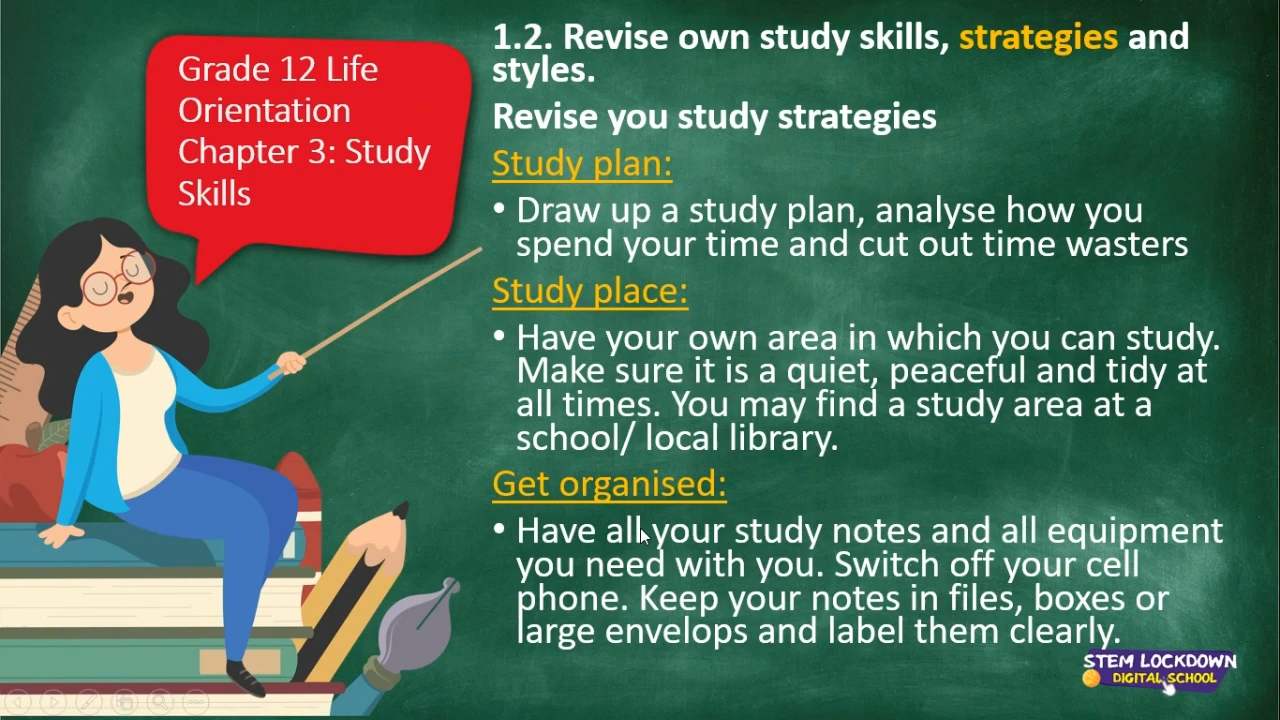 Grade 12 Life
Orientation
Chapter 3: Study
Skills
1.2. Revise own study skills, strategies and
styles.
Revise you study strategies
Study plan:
• Draw up a study plan, analyse how you
spend your time and cut out time wasters
Study place:
• Have your own area in which you can study.
Make sure it is a quiet, peaceful and tidy at
all times. You may find a study area at a
school/ local library.
Get organised:
• Have all your study notes and all equipment
you need with you. Switch off your cell
phone. Keep your notes in files, boxes or
large envelops and label them clearly.
STEM LOCKDOWN
DIGITAL SCHOOL